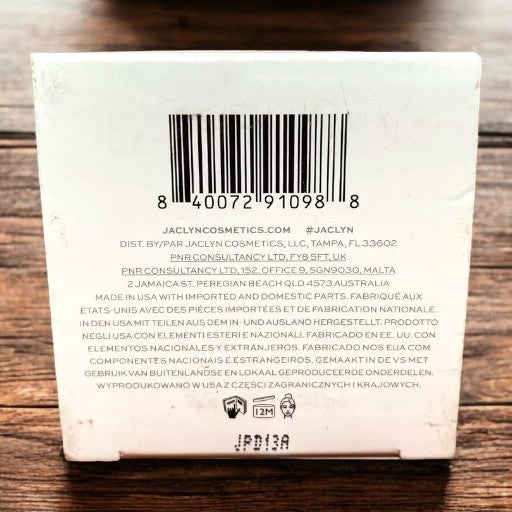 8 40072 91098 8
JACLYNCOSMETICS.COM #JACLYN
DIST. BY/PAR JACLYN COSMETICS, LLC, TAMPA, FL 33602
PNR CONSULTANCY LTD, FY8 5FT, UK
PNR CONSULTANCY LTD, 152, OFFICE 9, SGN9030, MALTA
2 JAMAICA ST. PEREGIAN BEACH QLD 4573 AUSTRALIA
MADE IN USA WITH IMPORTED AND DOMESTIC PARTS. FABRIQUÉ AUX
ÉTATS-UNIS AVEC DES PIÈCES IMPORTÉES ET DE FABRICATION NATIONALE.
IN DEN USA MIT TEILEN AUS DEM IN- UND AUSLAND HERGESTELLT. PRODOTTO
NEGLI USA CON ELEMENTI ESTERI E NAZIONALI. FABRICADO EN EE. UU. CON
ELEMENTOS NACIONALES Y EXTRANJEROS. FABRICADO NOS EUA COM
COMPONENTES NACIONAIS E ESTRANGEIROS. GEMAAKT IN DE VS MET
GEBRUIK VAN BUITENLANDSE EN LOKAAL GEPRODUCEERDE ONDERDELEN.
WYPRODUKOWANO W USA Z CZĘŚCI ZAGRANICZNYCH I KRAJOWYCH.
12M
JPD13A